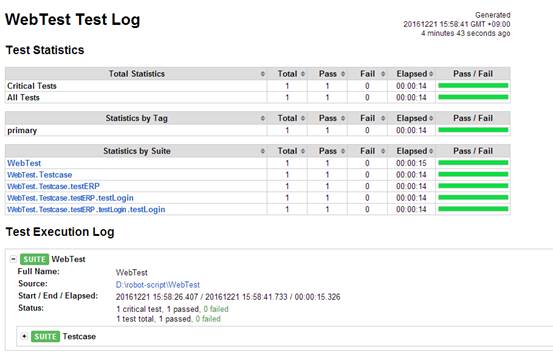 WebTest Test Log
Generated
20161221 15:58:41 GMT +09:00
4 minutes 43 seconds ago
Test Statistics
Total Statistics Total Pass Fail Elapsed Pass / Fail
Critical Tests 1 1 0 00:00:14
All Tests 1 1 0 00:00:14
Statistics by Tag Total Pass Fail Elapsed Pass / Fail
primary 1 1 0 00:00:14
Statistics by Suite Total Pass Fail Elapsed Pass / Fail
WebTest 1 1 0 00:00:15
WebTest.Testcase 1 1 0 00:00:14
WebTest.Testcase.testERP 1 1 0 00:00:14
WebTest.Testcase.testERP.testLogin 1 1 0 00:00:14
WebTest.Testcase.testERP.testLogin.testLogin 1 1 0 00:00:14
Test Execution Log
SUITE WebTest
Full Name: WebTest
Source: D:\robot-script\WebTest
Start / End / Elapsed: 20161221 15:58:26.407 / 20161221 15:58:41.733 / 00:00:15.326
Status: 1 critical test, 1 passed, 0 failed
1 test total, 1 passed, 0 failed
SUITE Testcase